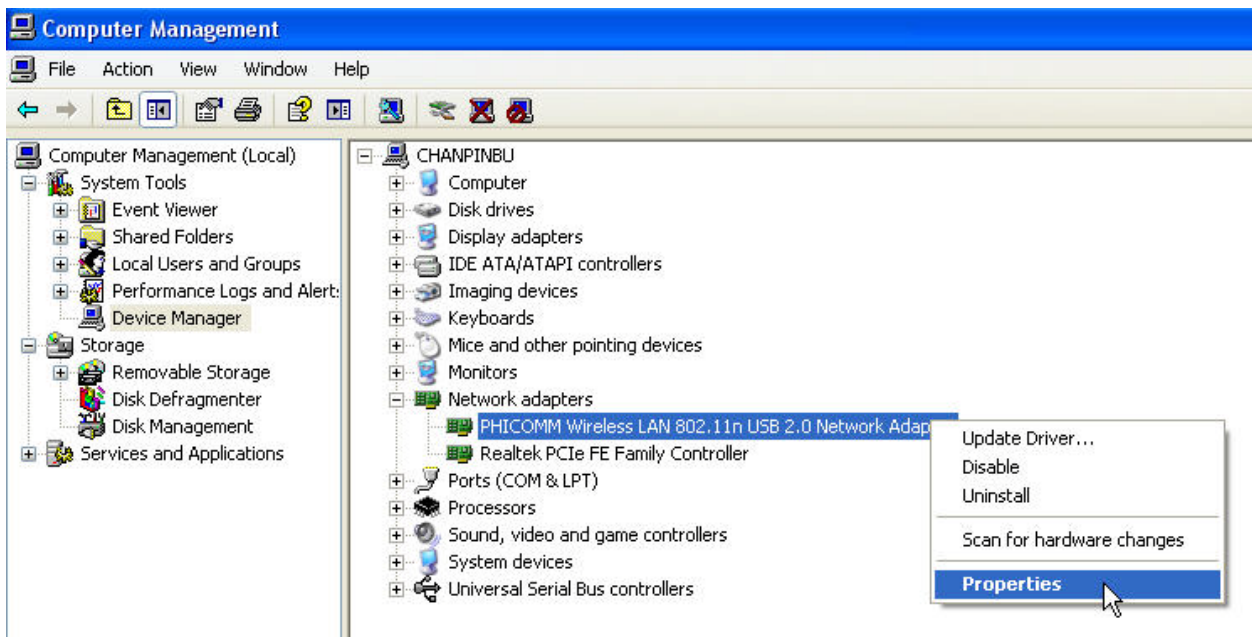 Computer Management
File Action View Window Help
Computer Management (Local)
System Tools
Event Viewer
Shared Folders
Local Users and Groups
Performance Logs and Alert:
Device Manager
Storage
Removable Storage
Disk Defragmenter
Disk Management
Services and Applications
CHANPINBU
Computer
Disk drives
Display adapters
IDE ATA/ATAPI controllers
Imaging devices
Keyboards
Mice and other pointing devices
Monitors
Network adapters
PHICOMM Wireless LAN 802.11n USB 2.0 Network Adap
Realtek PCIe FE Family Controller
Ports (COM & LPT)
Processors
Sound, video and game controllers
System devices
Universal Serial Bus controllers
Update Driver...
Disable
Uninstall
Scan for hardware changes
Properties